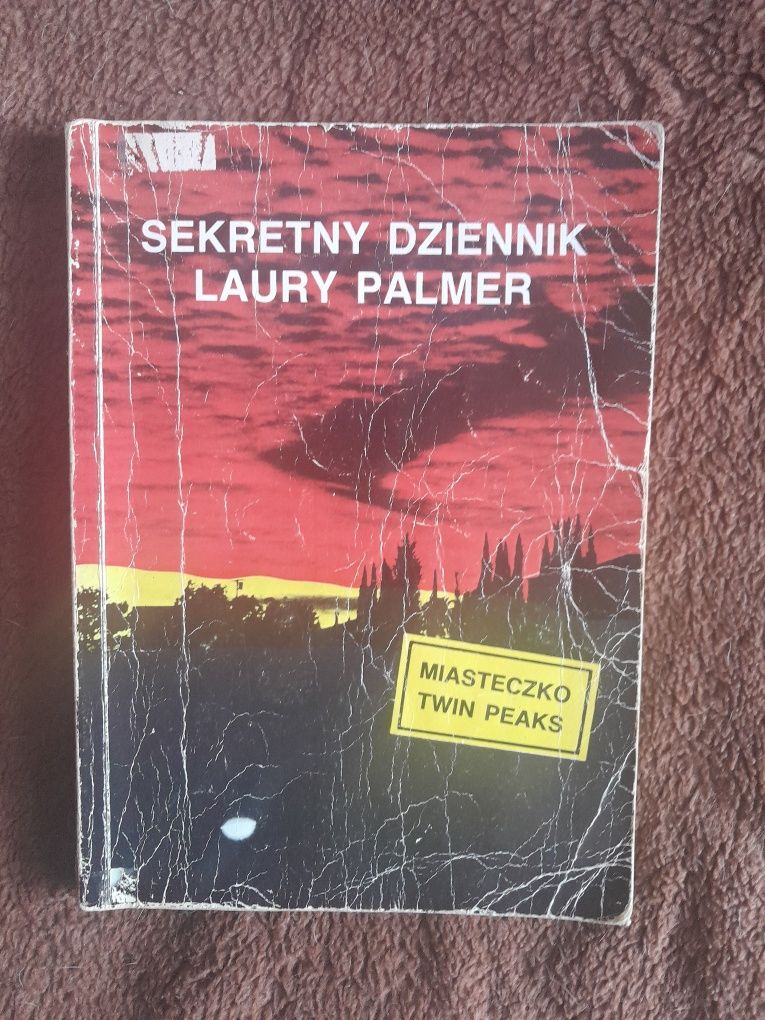 SEKRETNY DZIENNIK
LAURY PALMER
MIASTECZKO
TWIN PEAKS